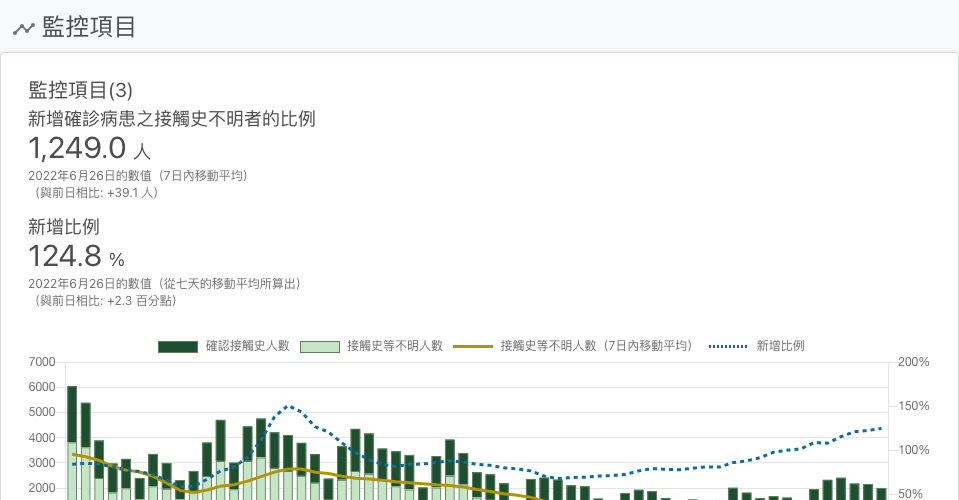 監控項目
監控項目(3)
新增確診病患之接觸史不明者的比例
1,249.0 人
2022年6月26日的數值（7日內移動平均）
（與前日相比: +39.1 人）
新增比例
124.8 %
2022年6月26日的數值（從七天的移動平均所算出）
（與前日相比: +2.3 百分點）
確認接觸史人數 接觸史等不明人數 接觸史等不明人數（7日內移動平均） 新增比例
7000 200%
6000
5000 150%
4000
3000 100%
2000 50%